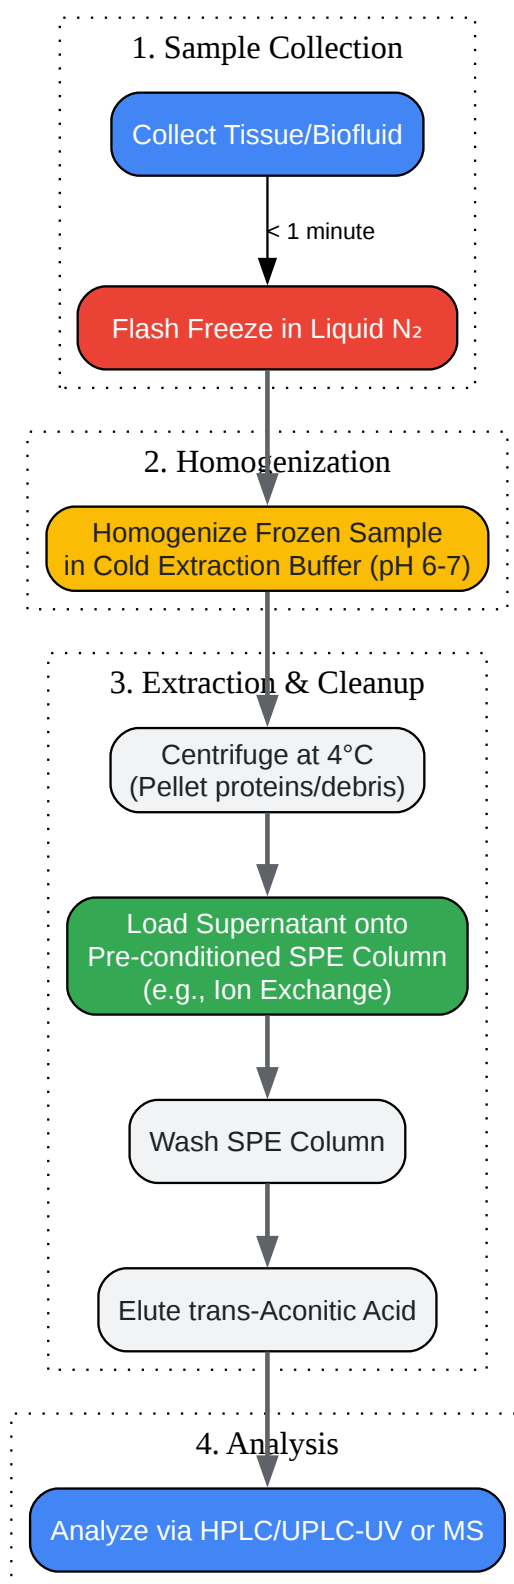 1. Sample Collection
Collect Tissue/Biofluid
< 1 minute
Flash Freeze in Liquid N₂
2. Homogenization
Homogenize Frozen Sample
in Cold Extraction Buffer (pH 6-7)
3. Extraction & Cleanup
Centrifuge at 4°C
(Pellet proteins/debris)
Load Supernatant onto
Pre-conditioned SPE Column
(e.g., Ion Exchange)
Wash SPE Column
Elute trans-Aconitic Acid
4. Analysis
Analyze via HPLC/UPLC-UV or MS